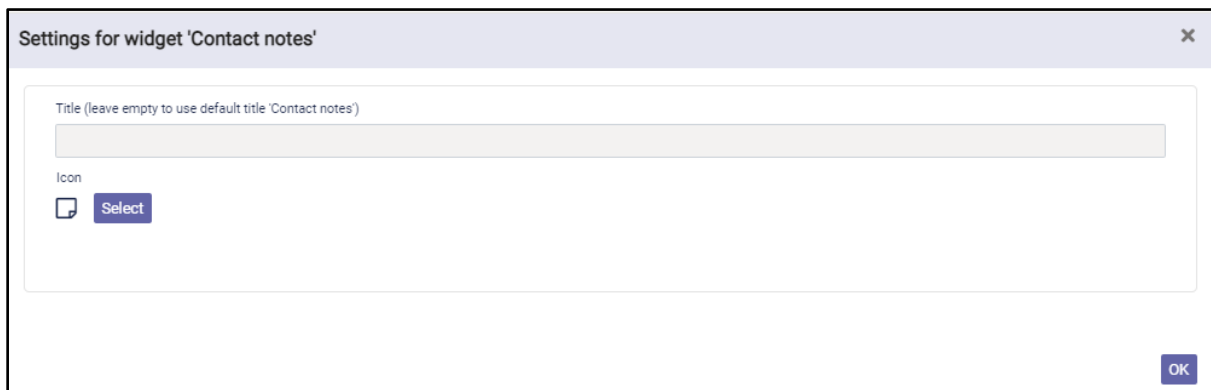 Settings for widget 'Contact notes'
Title (leave empty to use default title 'Contact notes')
Icon
Select
OK